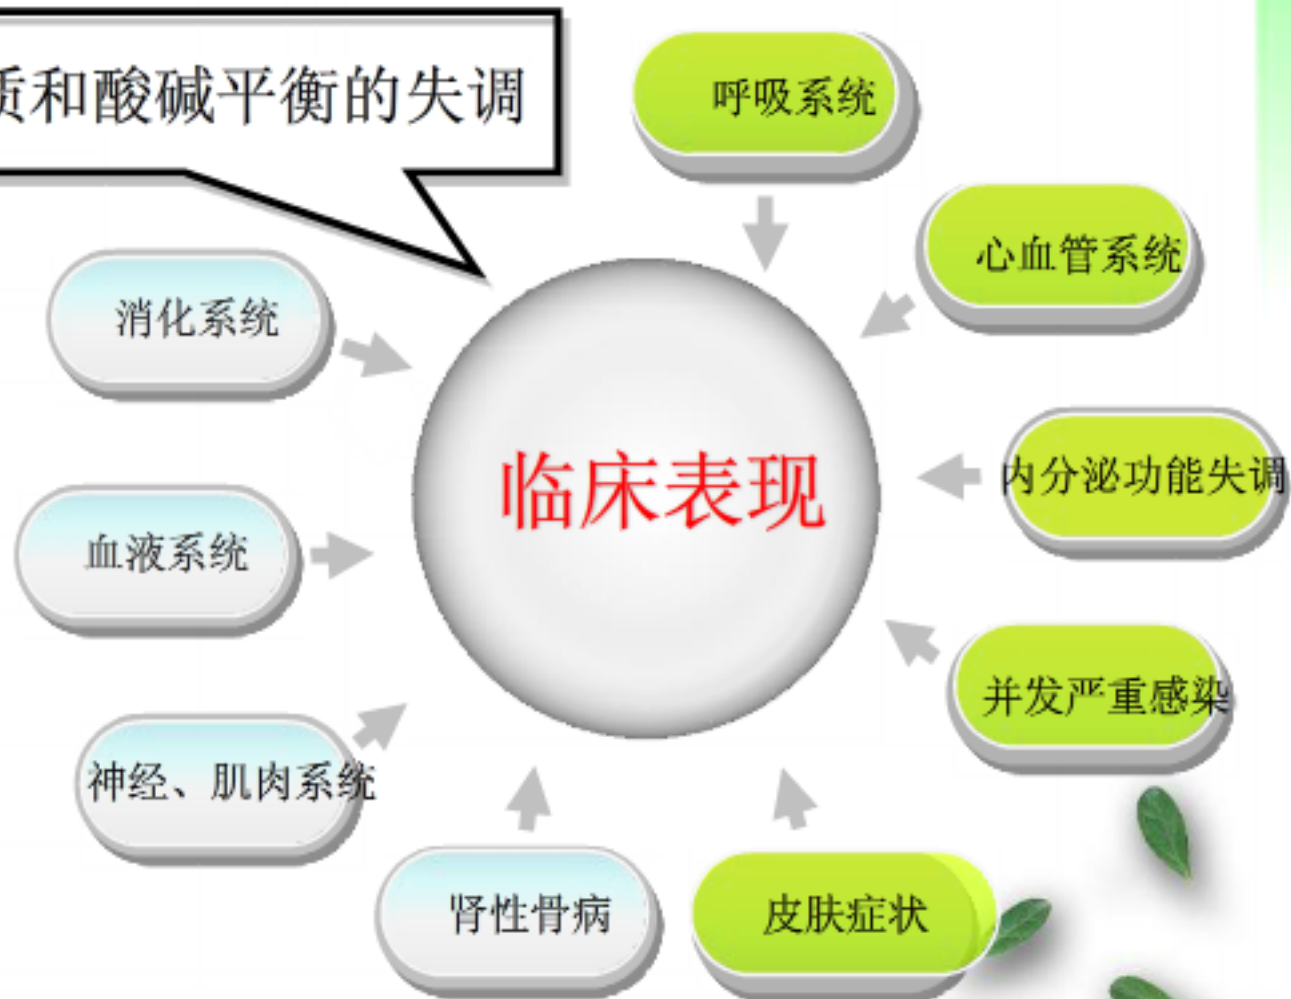 质和酸碱平衡的失调
呼吸系统
心血管系统
消化系统
内分泌功能失调
临床表现
血液系统
并发严重感染
神经、肌肉系统
肾性骨病
皮肤症状